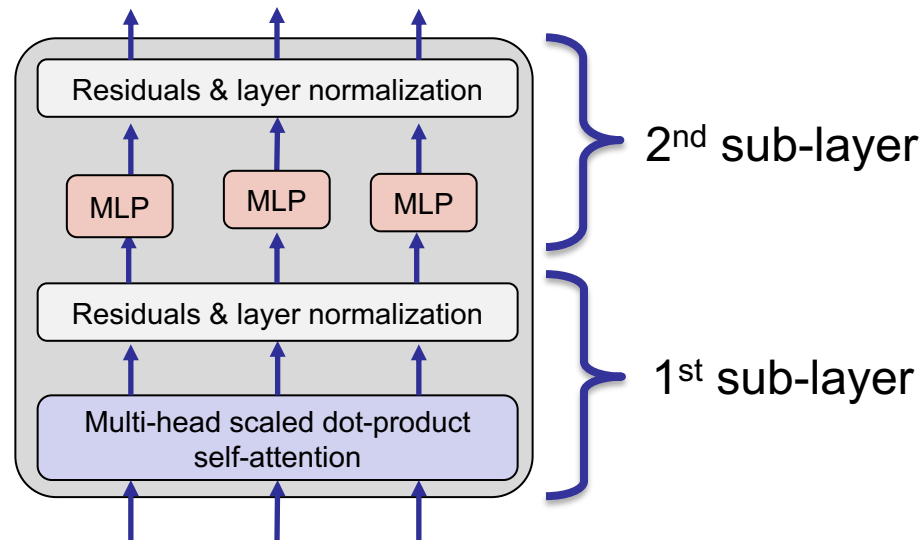 Residuals & layer normalization
2nd sub-layer
MLP
MLP
MLP
Residuals & layer normalization
1st sub-layer
Multi-head scaled dot-product
self-attention